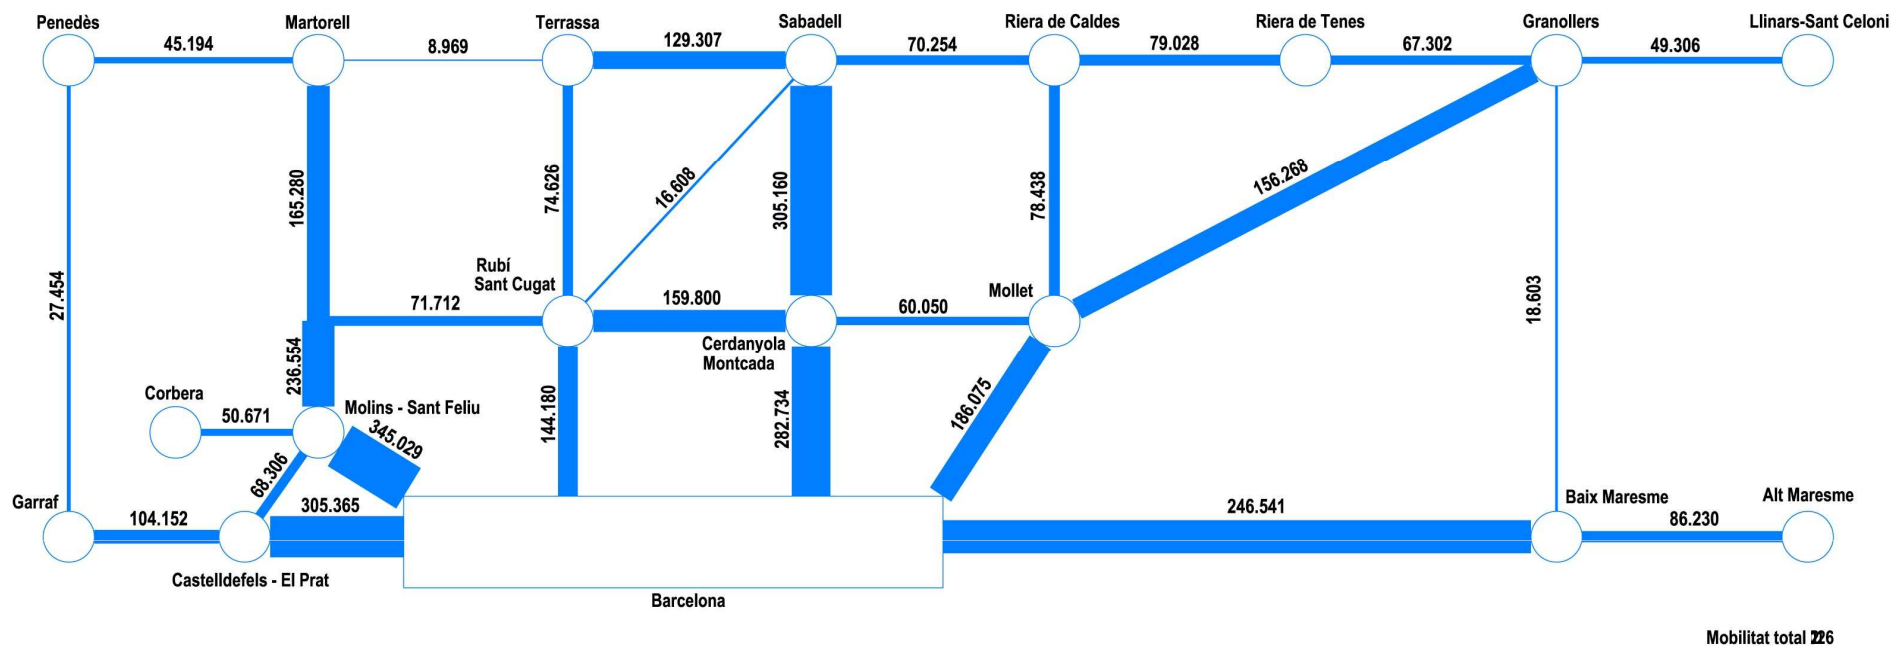 Penedès
Martorell
Terrassa
Sabadell
Riera de Caldes
Riera de Tenes
Granollers
Llinars-Sant Celoni
45.194
8.969
129.307
70.254
79.028
67.302
49.306
165.280
74.626
16.608
305.160
78.438
156.268
27.454
18.603
Rubí
Sant Cugat
71.712
159.800
60.050
Mollet
Cerdanyola
Montcada
236.554
Corbera
50.671
Molins - Sant Feliu
345.029
144.180
282.734
186.075
68.306
Garraf
104.152
305.365
246.541
Baix Maresme
Alt Maresme
86.230
Castelldefels - El Prat
Barcelona
Mobilitat total